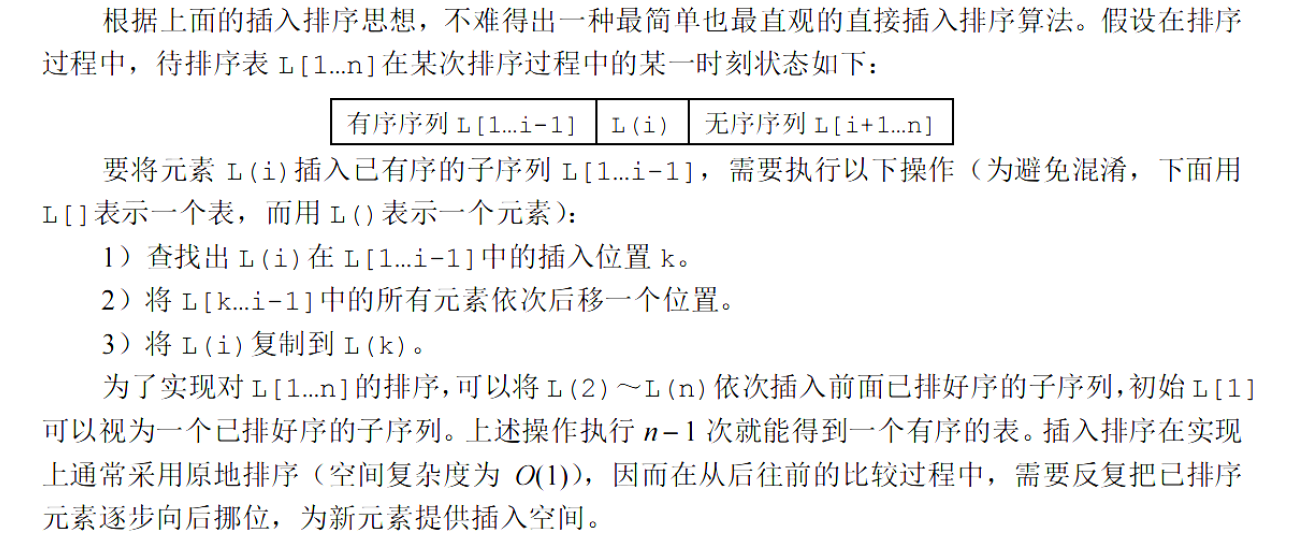 根据上面的插入排序思想，不难得出一种最简单也最直观的直接插入排序算法。假设在排序
过程中，待排序表 L[1…n]在某次排序过程中的某一时刻状态如下：
有序序列 L[1…i-1] L(i) 无序序列 L[i+1…n]
要将元素 L(i)插入已有序的子序列 L[1…i-1]，需要执行以下操作（为避免混淆，下面用
L[]表示一个表，而用 L()表示一个元素）：
1）查找出 L(i)在 L[1…i-1]中的插入位置 k。
2）将 L[k…i-1]中的所有元素依次后移一个位置。
3）将 L(i)复制到 L(k)。
为了实现对 L[1…n]的排序，可以将 L(2)～L(n)依次插入前面已排好序的子序列，初始 L[1]
可以视为一个已排好序的子序列。上述操作执行 n-1 次就能得到一个有序的表。插入排序在实现
上通常采用原地排序（空间复杂度为 O(1)），因而在从后往前的比较过程中，需要反复把已排序
元素逐步向后挪位，为新元素提供插入空间。